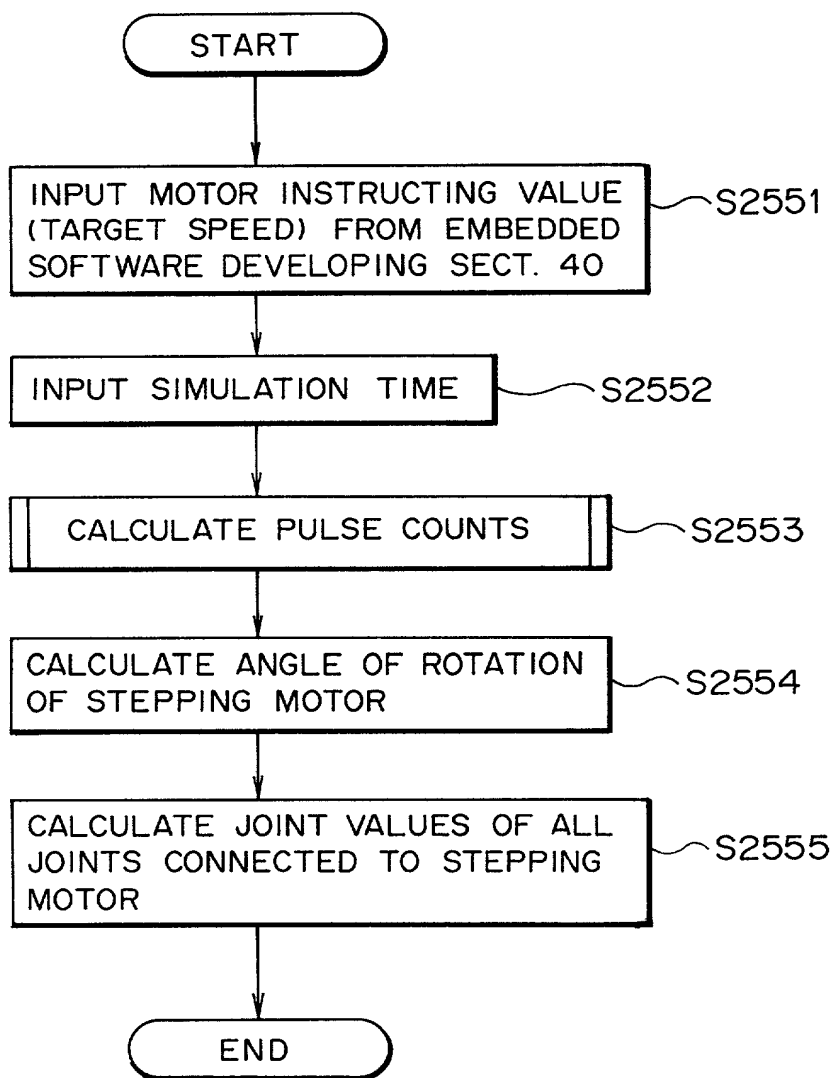 START
INPUT MOTOR INSTRUCTING VALUE
(TARGET SPEED) FROM EMBEDDED
SOFTWARE DEVELOPING SECT. 40
S2551
INPUT SIMULATION TIME
S2552
CALCULATE PULSE COUNTS
S2553
CALCULATE ANGLE OF ROTATION
OF STEPPING MOTOR
S2554
CALCULATE JOINT VALUES OF ALL
JOINTS CONNECTED TO STEPPING
MOTOR
S2555
END